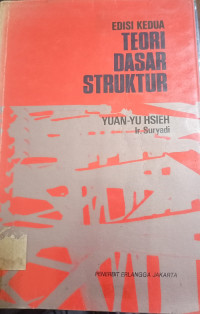 EDISI KEDUA
TEORI
DASAR
STRUKTUR
YUAN-YU HSIEH
Ir. Suryadi
PENERBIT ERLANGGA JAKARTA